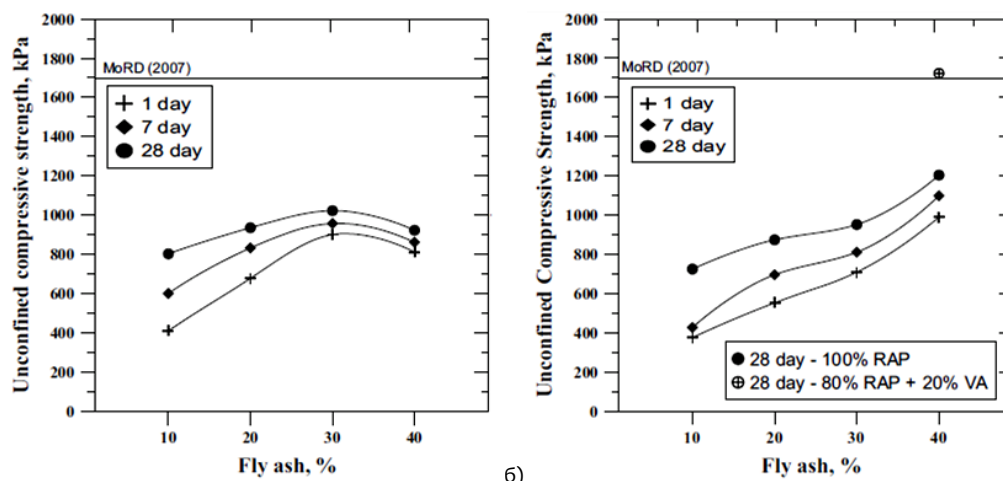 Unconfined compressive strength, kPa
2000
1800
1600
1400
1200
1000
800
600
400
200
0
MoRD (2007)
1 day
7 day
28 day
10 20 30 40
Fly ash, %
б)
Unconfined Compressive Strength, kPa
2000
1800
1600
1400
1200
1000
800
600
400
200
0
MoRD (2007)
1 day
7 day
28 day
28 day - 100% RAP
28 day - 80% RAP + 20% VA
10 20 30 40
Fly ash, %